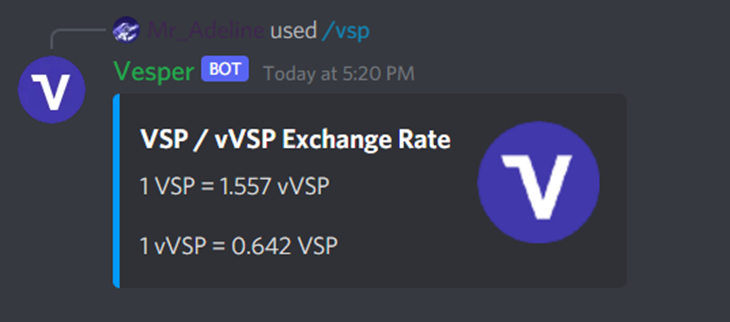 Mr_Adeline used /vsp
Vesper BOT Today at 5:20 PM
VSP / vVSP Exchange Rate
1 VSP = 1.557 vVSP
1 vVSP = 0.642 VSP